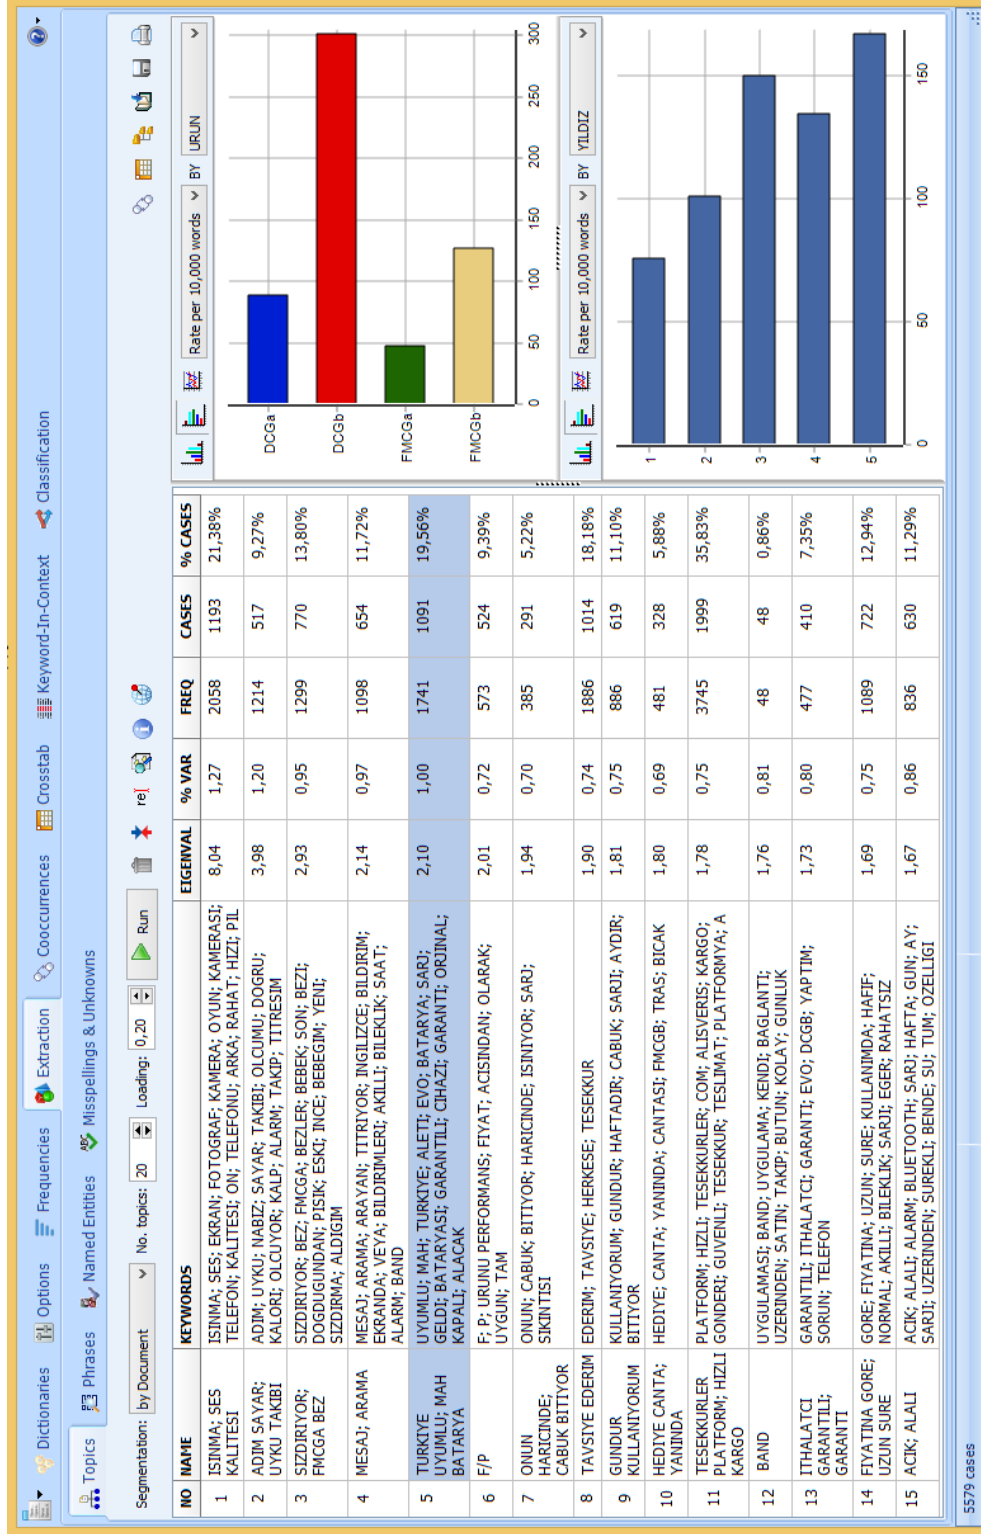 Dictionaries Options Frequencies Extraction Cooccurrences Crosstab Keyword-In-Context Classification
Topics Phrases Named Entities Misspellings & Unknowns
Segmentation: by Document No. topics: 20 Loading: 0,20 Run
NO NAME KEYWORDS EIGENVAL % VAR FREQ CASES % CASES
1 ISINMA; SES KALITESI ISINMA; SES; EKRAN; FOTOGRAF; KAMERA; OYUN; KAMERASI; 8,04 1,27 2058 1193 21,38%
TELEFON; KALITESI; ON; TELEFONU; ARKA; RAHAT; HIZI; PIL
2 ADIM SAYAR; UYKU TAKIBI ADIM; UYKU; NABIZ; SAYAR; TAKIBI; OLCUMU; DOGRU; 3,98 1,20 1214 517 9,27%
KALORI; OLCUYOR; KALP; ALARM; TAKIP; TITRESIM
3 SIZDIRIYOR; FMCGA BEZ SIZDIRIYOR; BEZ; FMCGA; BEZLER; BEBEK; SON; BEZI; 2,93 0,95 1299 770 13,80%
DOGDUGUNDAN; PISIK; ESKI; INCE; BEBEGIM; YENI;
SIZDIRMA; ALDIGIM
4 MESAJ; ARAMA MESAJ; ARAMA; ARAYAN; TITRIYOR; INGILIZCE; BILDIRIM; 2,14 0,97 1098 654 11,72%
EKRANDA; VEYA; BILDIRIMLERI; AKILLI; BILEKLIK; SAAT;
ALARM; BAND
5 TURKIYE UYUMLU; MAH BATARYA UYUMLU; MAH; TURKIYE; ALETI; EVO; BATARYA; SARJ; 2,10 1,00 1741 1091 19,56%
GELDI; BATARYASI; GARANTILI; CIHAZI; GARANTI; ORJINAL;
KAPALI; ALACAK
6 F/P F; P; URUNU PERFORMANS; FIYAT; ACISINDAN; OLARAK; 2,01 0,72 573 524 9,39%
UYGUN; TAM
7 ONUN HARICINDE; CABUK BITIYOR ONUN; CABUK; BITIYOR; HARICINDE; ISINIYOR; SARJ; 1,94 0,70 385 291 5,22%
SIKINTISI
8 TAVSIYE EDERIM EDERIM; TAVSIYE; HERKESE; TESEKKUR 1,90 0,74 1886 1014 18,18%
9 GUNDUR KULLANIYORUM KULLANIYORUM; GUNDUR; HAFTADIR; CABUK; SARJI; AYDIR; 1,81 0,75 886 619 11,10%
BITTIYOR
10 HEDIYE CANTA; YANINDA HEDIYE; CANTA; YANINDA; CANTASI; FMCGB; TRAS; BICAK 1,80 0,69 481 328 5,88%
11 TESEKKURLER PLATFORM; HIZLI KARGO PLATFORM; HIZLI; TESEKKURLER; COM; ALISVERIS; KARGO; 1,78 0,75 3745 1999 35,83%
GONDERI; GUVENLI; TESEKKUR; TESLIMAT; PLATFORMYA; A
12 BAND UYGULAMASI; BAND; UYGULAMA; KENDI; BAGLANTI; 1,76 0,81 48 48 0,86%
UZERINDEN; SATIN; TAKIP; BUTUN; KOLAY; GUNLUK
13 ITHALATCI GARANTILI; GARANTI GARANTILI; ITHALATCI; GARANTI; EVO; DCGB; YAPTIM; 1,73 0,80 477 410 7,35%
SORUN; TELEFON
14 FIYATINA GORE; UZUN SURE GORE; FIYATINA; UZUN; SURE; KULLANIMDA; HAFIF; 1,69 0,75 1089 722 12,94%
NORMAL; AKILLI; BILEKLIK; SARJI; EGER; RAHATSIZ
15 ACIK; ALALI ACIK; ALALI; ALARM; BLUETOOTH; SARJ; HAFTA; GUN; AY; 1,67 0,86 836 630 11,29%
SARJI; UZERINDEN; SUREKLI; BENDE; SU; TUM; OZELLIGI
Rate per 10,000 words BY URUN
DCGa
DCGb
FMCGa
FMCGb
0 50 100 150 200 250 300
Rate per 10,000 words BY YILDIZ
1
2
3
4
5
0 50 100 150
5579 cases